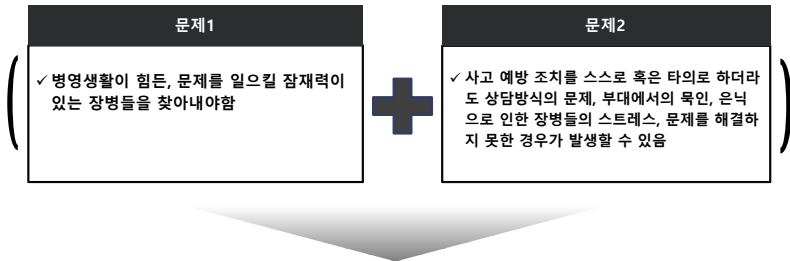 문제1
✓ 병영생활이 힘든, 문제를 일으킬 잠재력이
있는 장병들을 찾아내야함
문제2
✓ 사고 예방 조치를 스스로 혹은 타의로 하더라
도 상담방식의 문제, 부대에서의 묵인, 은닉
으로 인한 장병들의 스트레스, 문제를 해결하
지 못한 경우가 발생할 수 있음